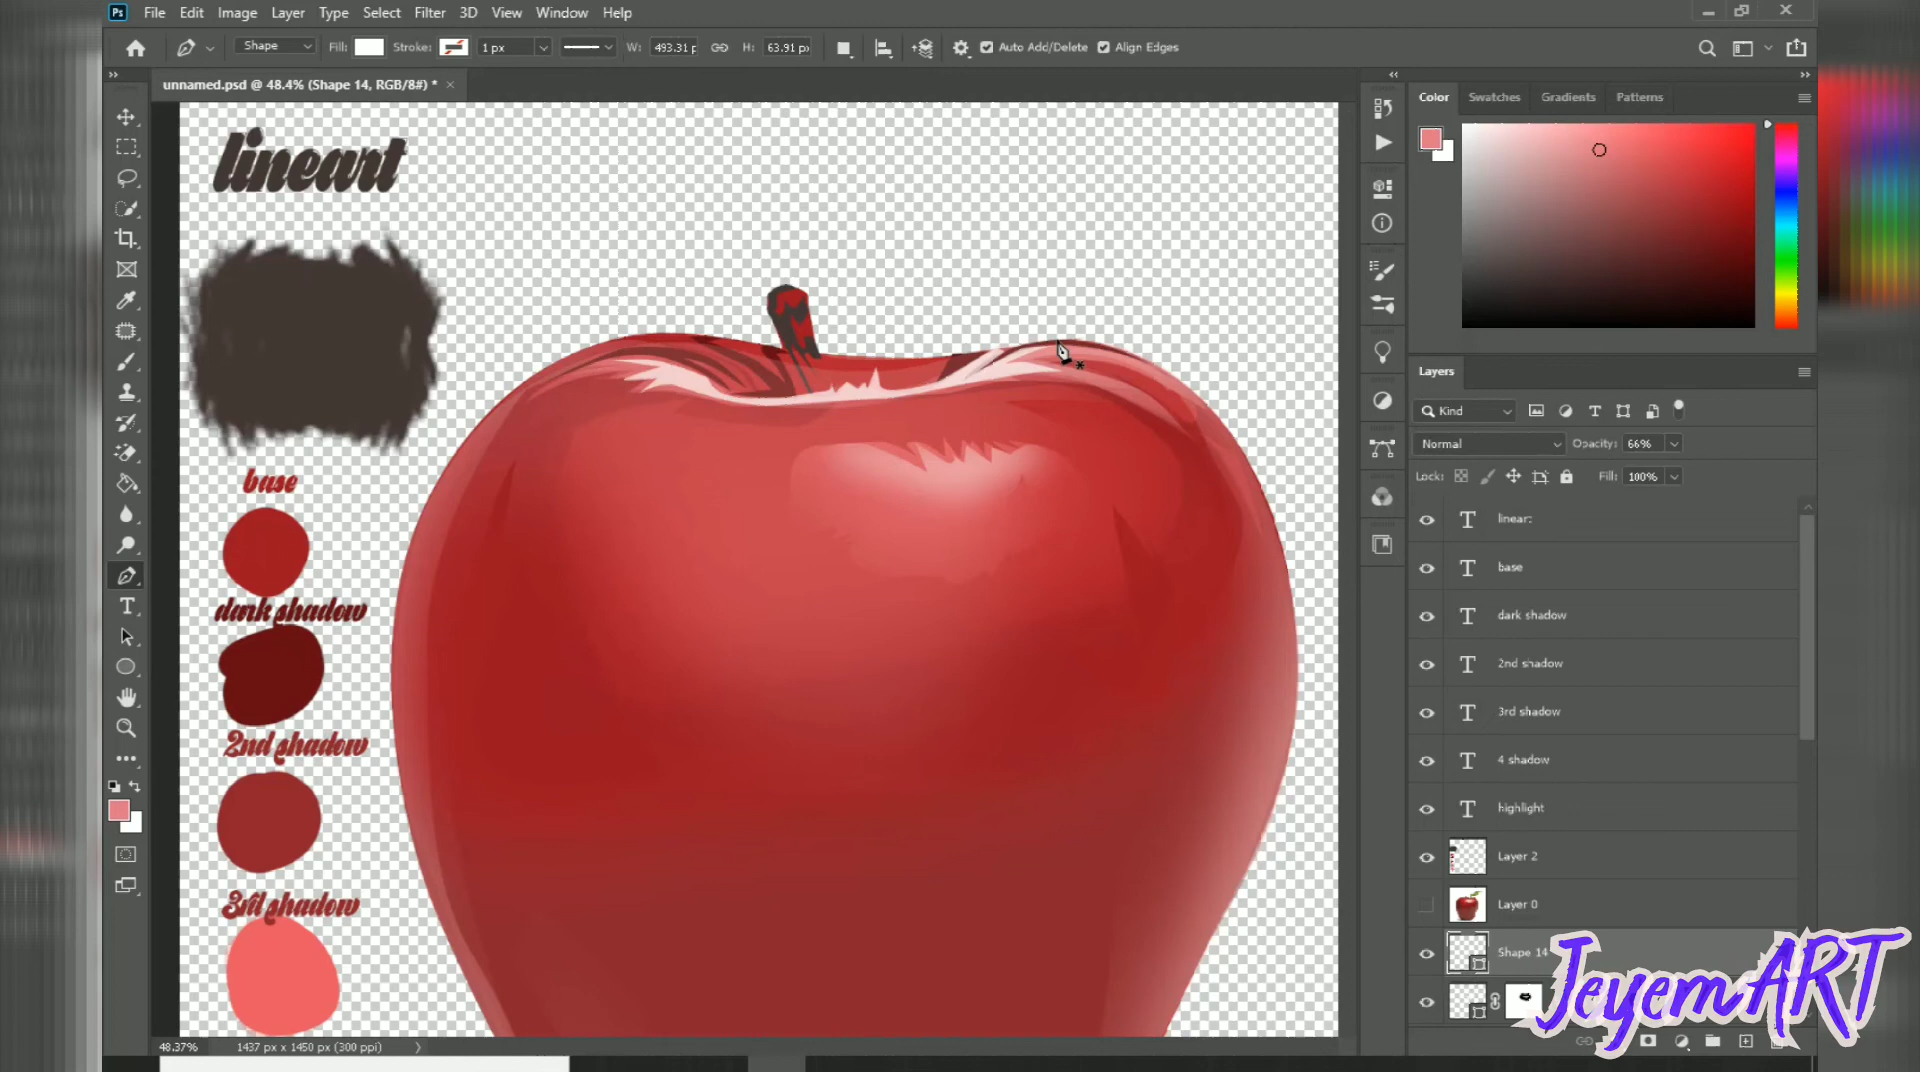 Ps File Edit Image Layer Type Select Filter 3D View Window Help
Shape Fill: Stroke: 1 px W: 493.31 p H: 63.91 px Auto Add/Delete Align Edges
unnamed.psd @ 48.4% (Shape 14, RGB/8#) * ×
Color Swatches Gradients Patterns
lineart
base
dark shadow
2nd shadow
3rd shadow
Layers
Kind
Normal Opacity: 66%
Lock: Fill: 100%
T linear:
T base
T dark shadow
T 2nd shadow
T 3rd shadow
T 4 shadow
T highlight
Layer 2
Layer 0
Shape 14
JeyemART
48.37% 1437 px x 1450 px (300 ppi)